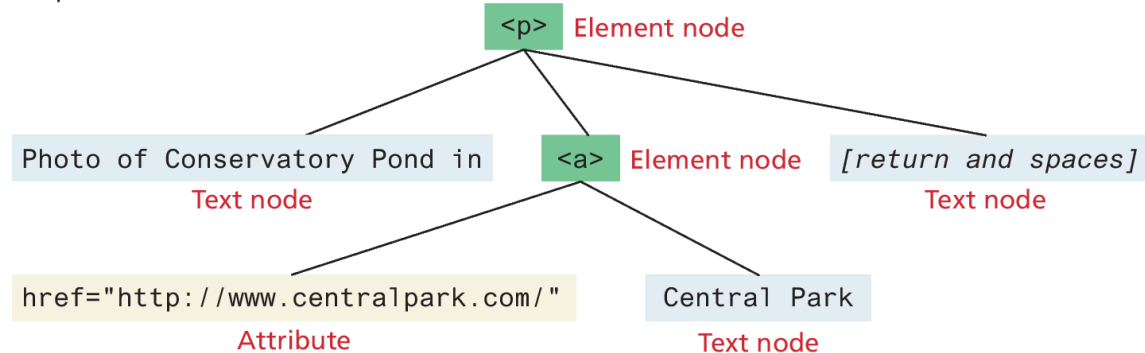 <p> Element node
Photo of Conservatory Pond in <a> Element node [return and spaces]
Text node Text node
href="http://www.centralpark.com/" Central Park
Attribute Text node